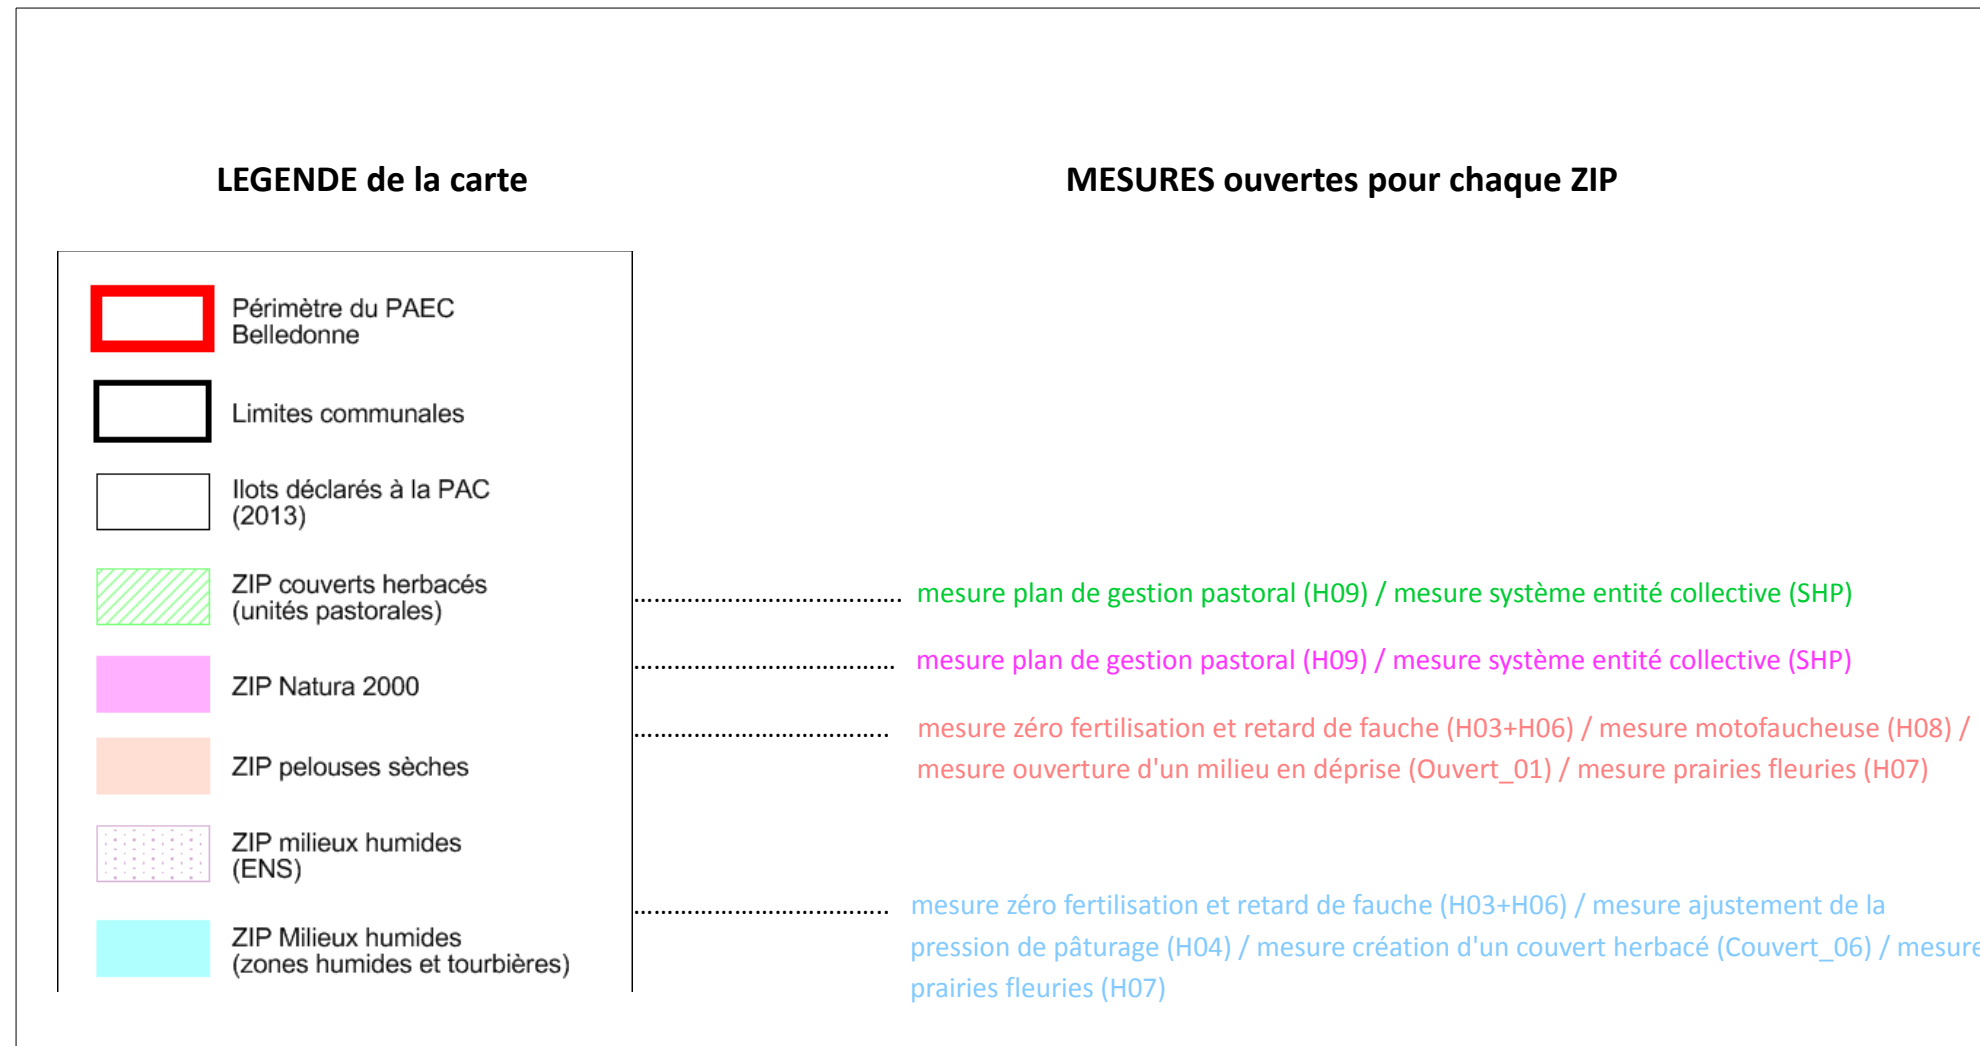 LEGENDE de la carte
MESURES ouvertes pour chaque ZIP
Périmètre du PAEC
Belledonne
Limites communales
Ilots déclarés à la PAC
(2013)
ZIP couverts herbacés
(unités pastorales)
........................................ mesure plan de gestion pastoral (H09) / mesure système entité collective (SHP)
ZIP Natura 2000
....................................... mesure plan de gestion pastoral (H09) / mesure système entité collective (SHP)
ZIP pelouses sèches
...................................... mesure zéro fertilisation et retard de fauche (H03+H06) / mesure motofaucheuse (H08) /
mesure ouverture d'un milieu en déprise (Ouvert_01) / mesure prairies fleuries (H07)
ZIP milieux humides
(ENS)
ZIP Milieux humides
(zones humides et tourbières)
...................................... mesure zéro fertilisation et retard de fauche (H03+H06) / mesure ajustement de la
pression de pâturage (H04) / mesure création d'un couvert herbacé (Couvert_06) / mesure
prairies fleuries (H07)